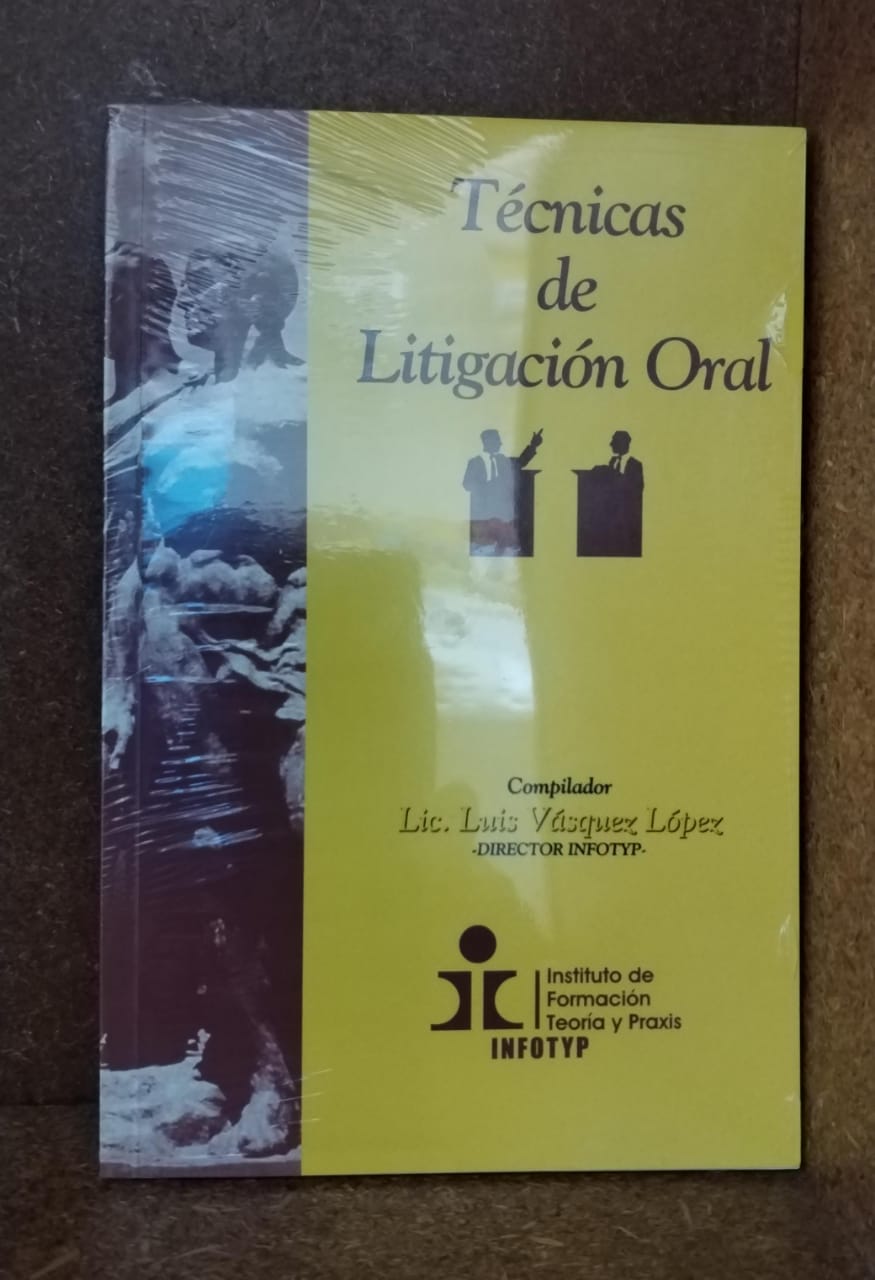 Técnicas
de
Litigación Oral
Compilador
Lic. Luis Vásquez López
-DIRECTOR INFOTYP-
Instituto de
Formación
Teoría y Praxis
INFOTYP